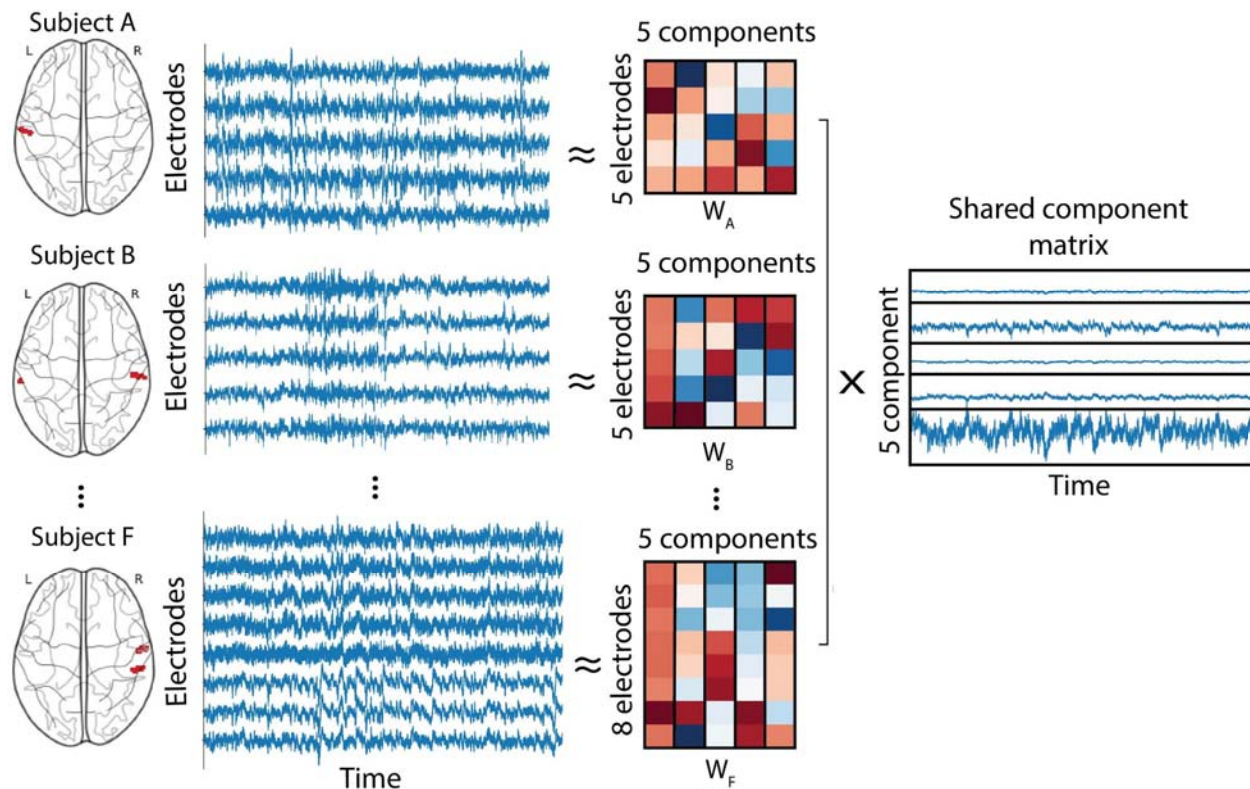 Subject A
L
R
Electrodes
≈
5 components
5 electrodes
W_A
Subject B
L
R
Electrodes
≈
5 components
5 electrodes
W_B
...
...
...
Subject F
L
R
Electrodes
Time
≈
5 components
8 electrodes
W_F
X
Shared component
matrix
5 component
Time